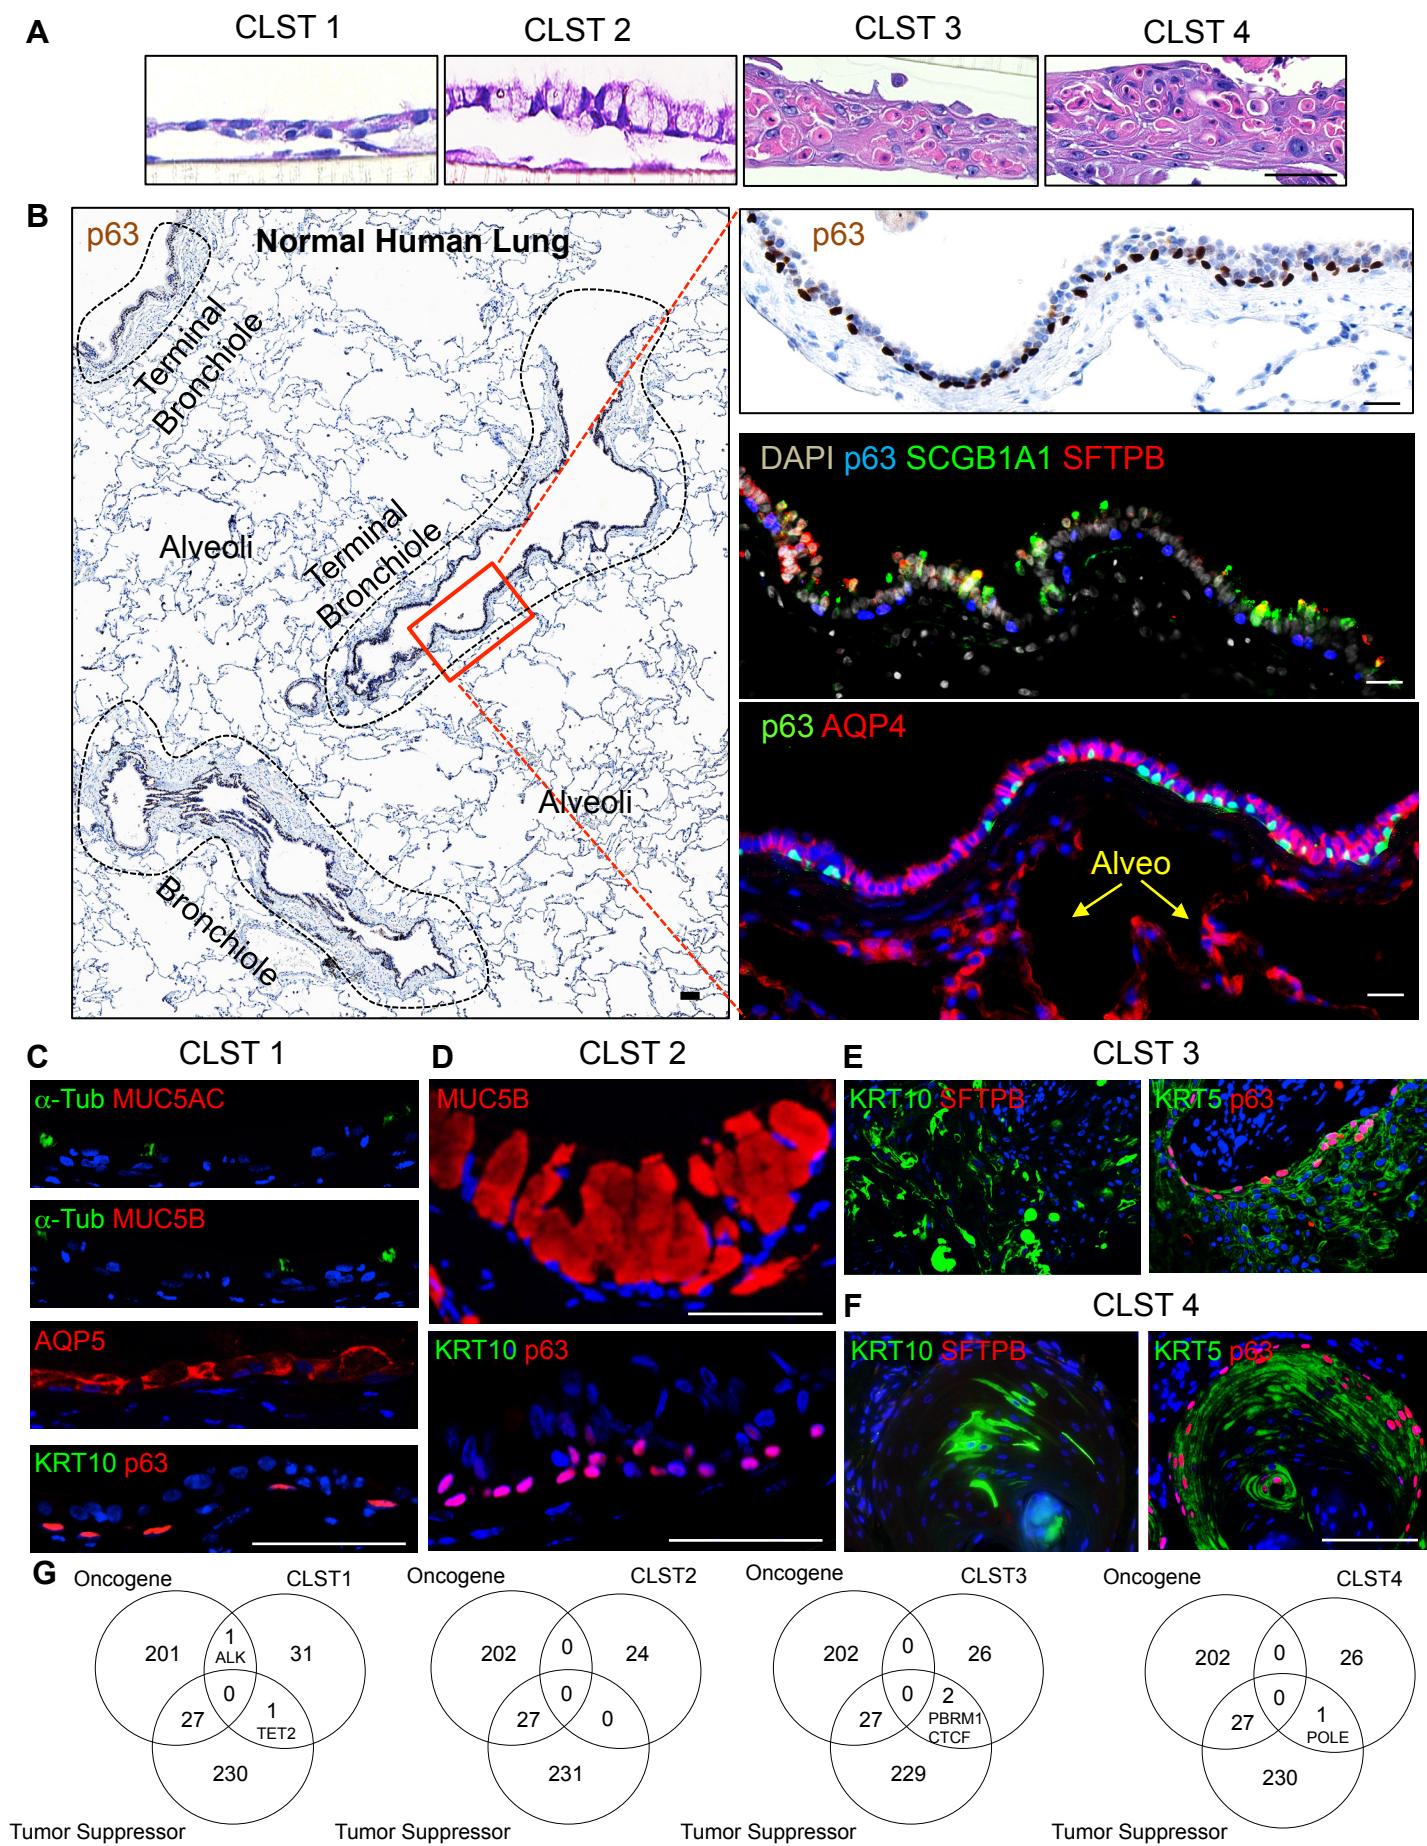 A
CLST 1
CLST 2
CLST 3
CLST 4
B
p63
Normal Human Lung
Terminal
Bronchiole
Alveoli
Terminal
Bronchiole
Alveoli
Bronchiole
p63
DAPI p63 SCGB1A1 SFTPB
p63 AQP4
Alveo
C
CLST 1
α-Tub MUC5AC
α-Tub MUC5B
AQP5
KRT10 p63
D
CLST 2
MUC5B
KRT10 p63
E
CLST 3
KRT10 SFTPB
KRT5 p63
F
CLST 4
KRT10 SFTPB
KRT5 p63
G
Oncogene
CLST1
201
1
ALK
31
0
27
1
TET2
230
Tumor Suppressor
Oncogene
CLST2
202
0
24
0
27
0
231
Tumor Suppressor
Oncogene
CLST3
202
0
26
0
27
2
PBRM1
CTCF
229
Tumor Suppressor
Oncogene
CLST4
202
0
26
0
27
1
POLE
230
Tumor Suppressor